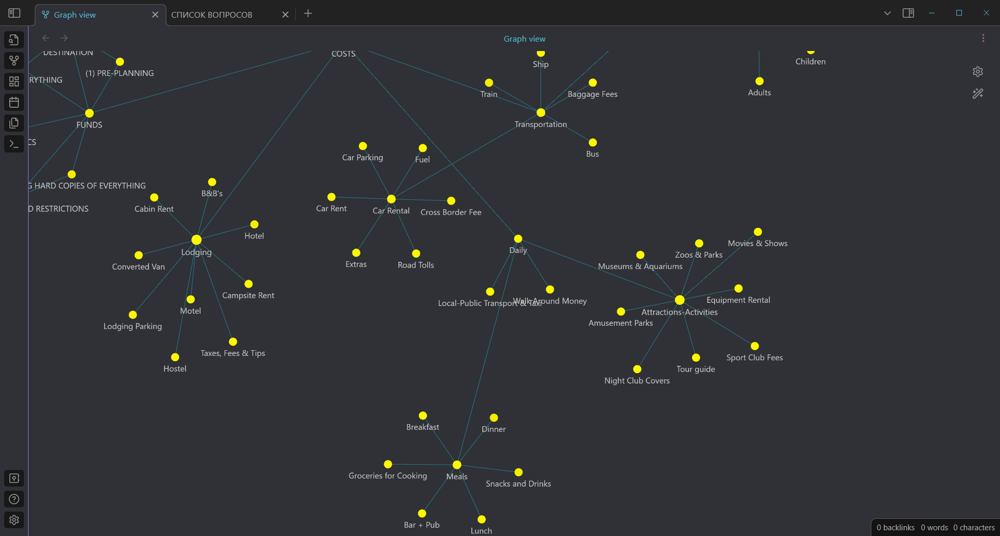 Graph view
СПИСОК ВОПРОСОВ
Graph view
DESTINATION
COSTS
Ship
Children
(1) PRE-PLANNING
RYTHING
Train
Baggage Fees
Adults
FUNDS
Transportation
CS
Car Parking
Fuel
Bus
G HARD COPIES OF EVERYTHING
B&B's
D RESTRICTIONS
Cabin Rent
Car Rent
Car Rental
Cross Border Fee
Hotel
Lodging
Daily
Movies & Shows
Zoos & Parks
Converted Van
Extras
Road Tolls
Museums & Aquariums
Campsite Rent
Local-Public Transport & Taxi
Walk Around Money
Equipment Rental
Motel
Attractions-Activities
Lodging Parking
Amusement Parks
Taxes, Fees & Tips
Sport Club Fees
Hostel
Tour guide
Night Club Covers
Breakfast
Dinner
Groceries for Cooking
Meals
Snacks and Drinks
Bar + Pub
Lunch
0 backlinks 0 words 0 characters